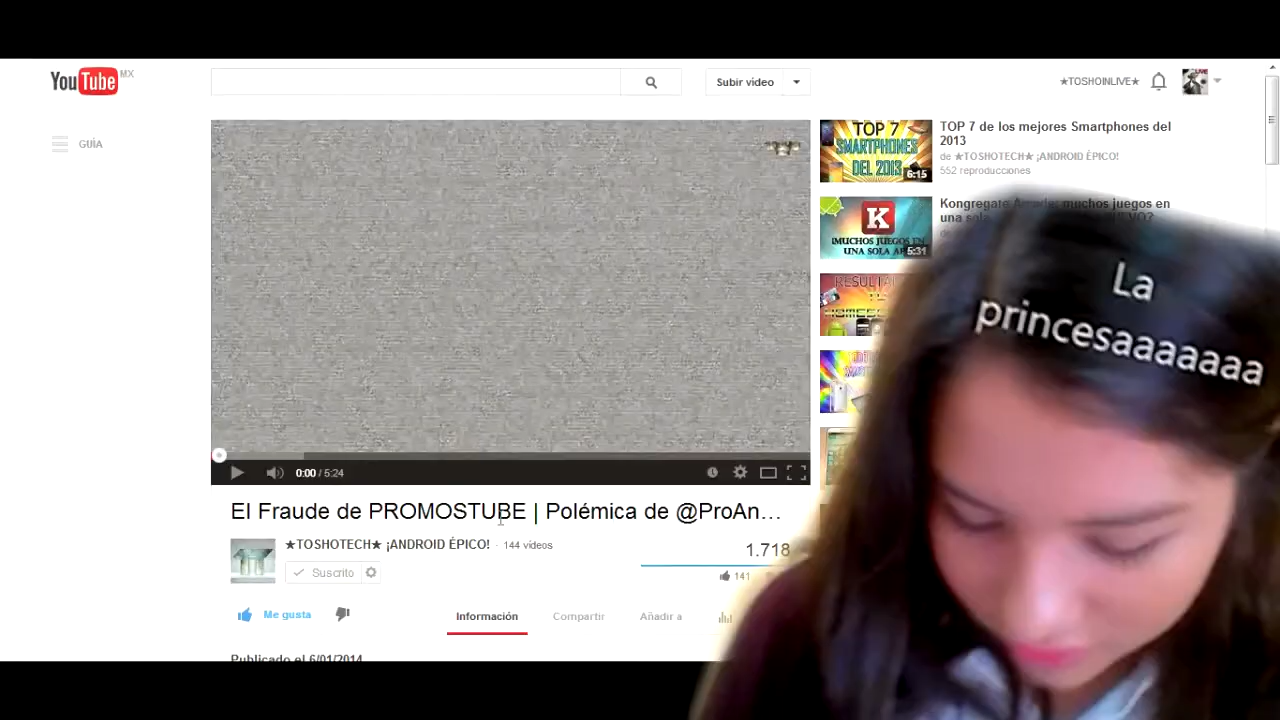 YouTube MX
Subir vídeo
★TOSHOINLIVE★
GUÍA
TOP 7
SMARTPHONES
DEL 2013
6:15
TOP 7 de los mejores Smartphones del
2013
de ★TOSHOTECH★ ¡ANDROID ÉPICO!
552 reproducciones
K
¡MUCHOS JUEGOS EN
UNA SOLA
5:31
Kongregate muchos juegos en
una sola
La
princesaaaaaaa
0:00 / 5:24
El Fraude de PROMOSTUBE | Polémica de @ProAn...
★TOSHOTECH★ ¡ANDROID ÉPICO! · 144 vídeos
Suscrito
1.718
141
Me gusta
Información
Compartir
Añadir a
Publicado el 6/01/2014